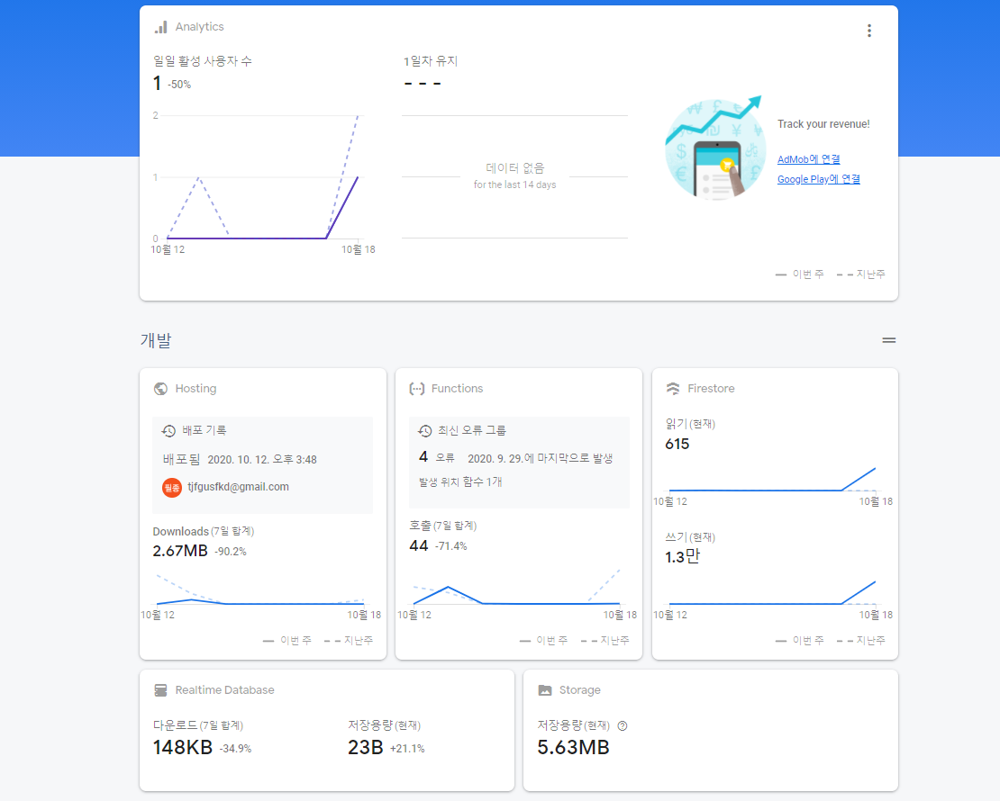 Analytics
일일 활성 사용자 수
1 -50%
2
1
0
10월 12
10월 18
1일차 유지
- - -
데이터 없음
for the last 14 days
Track your revenue!
AdMob에 연결
Google Play에 연결
이번 주 지난주
개발
Hosting
배포 기록
배포됨 2020. 10. 12. 오후 3:48
필종 tjfgusfkd@gmail.com
Downloads (7일 합계)
2.67MB -90.2%
10월 12
10월 18
이번 주 지난주
Functions
최신 오류 그룹
4 오류 2020. 9. 29.에 마지막으로 발생
발생 위치 함수 1개
호출 (7일 합계)
44 -71.4%
10월 12
10월 18
이번 주 지난주
Firestore
읽기 (현재)
615
10월 12
10월 18
쓰기 (현재)
1.3만
10월 12
10월 18
이번 주 지난주
Realtime Database
다운로드 (7일 합계)
148KB -34.9%
저장용량 (현재)
23B +21.1%
Storage
저장용량 (현재) ?
5.63MB